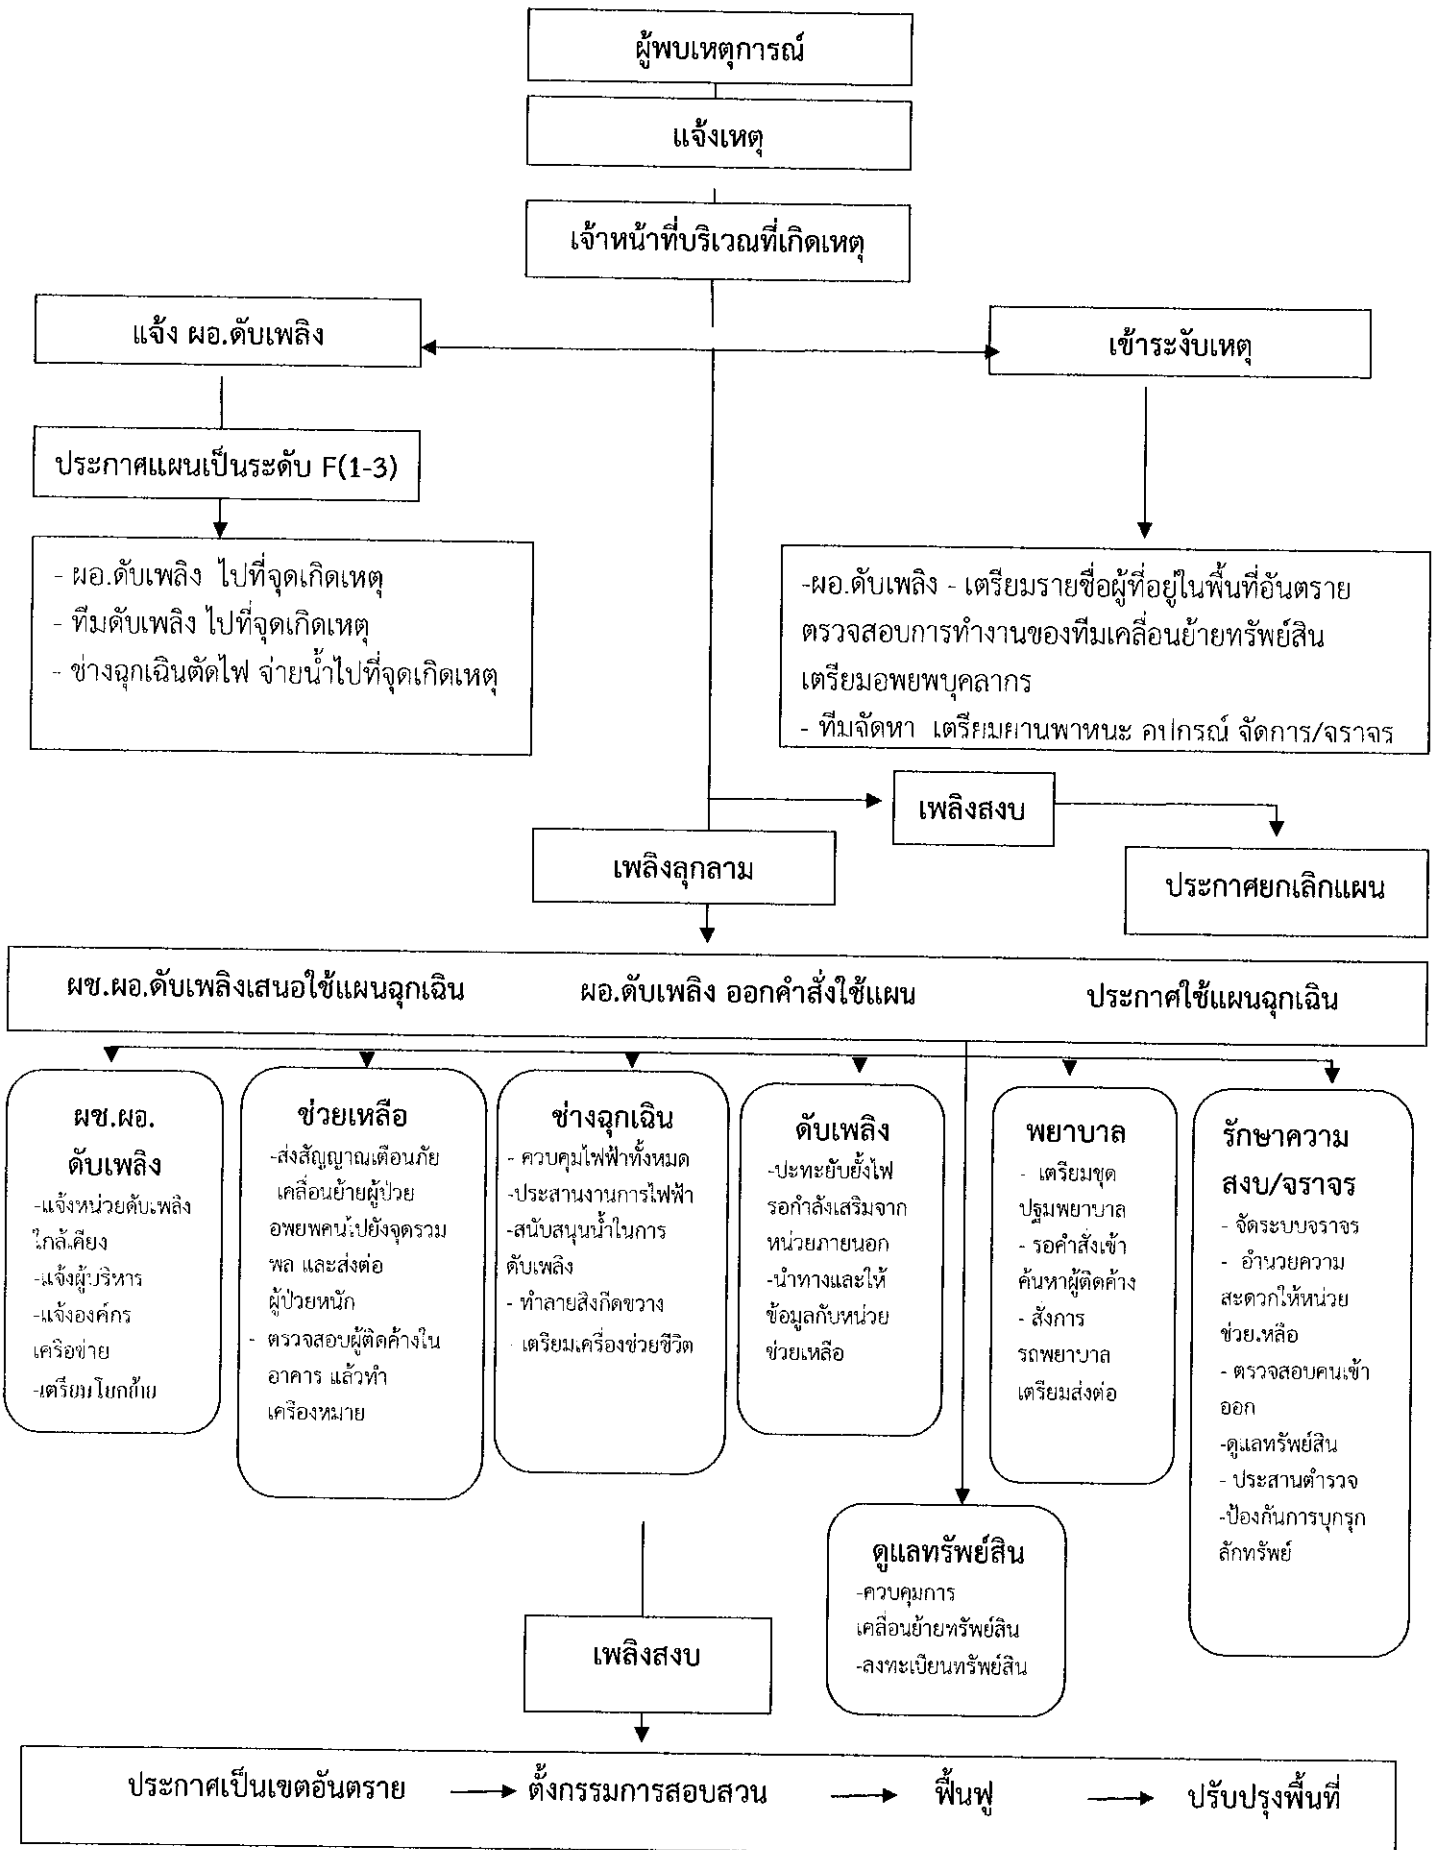 ผู้พบเหตุการณ์
แจ้งเหตุ
เจ้าหน้าที่บริเวณที่เกิดเหตุ
แจ้ง ผอ.ดับเพลิง
เข้าระงับเหตุ
ประกาศแผนเป็นระดับ F(1-3)
- ผอ.ดับเพลิง ไปที่จุดเกิดเหตุ
- ทีมดับเพลิง ไปที่จุดเกิดเหตุ
- ช่างฉุกเฉินตัดไฟ จ่ายน้ำไปที่จุดเกิดเหตุ
-ผอ.ดับเพลิง - เตรียมรายชื่อผู้ที่อยู่ในพื้นที่อันตราย
ตรวจสอบการทำงานของทีมเคลื่อนย้ายทรัพย์สิน
เตรียมอพยพบุคลากร
- ทีมจัดหา เตรียมยานพาหนะ อุปกรณ์ จัดการ/จราจร
เพลิงสงบ
เพลิงลุกลาม
ประกาศยกเลิกแผน
ผช.ผอ.ดับเพลิงเสนอใช้แผนฉุกเฉิน ผอ.ดับเพลิง ออกคำสั่งใช้แผน ประกาศใช้แผนฉุกเฉิน
ผช.ผอ.
ดับเพลิง
-แจ้งหน่วยดับเพลิง
ใกล้เคียง
-แจ้งผู้บริหาร
-แจ้งองค์กร
เครือข่าย
-เตรียมโยกย้าย
ช่วยเหลือ
-ส่งสัญญาณเตือนภัย
เคลื่อนย้ายผู้ป่วย
อพยพคนไปยังจุดรวม
พล และส่งต่อ
ผู้ป่วยหนัก
- ตรวจสอบผู้ติดค้างใน
อาคาร แล้วทำ
เครื่องหมาย
ช่างฉุกเฉิน
- ควบคุมไฟฟ้าทั้งหมด
-ประสานงานการไฟฟ้า
-สนับสนุนน้ำในการ
ดับเพลิง
- ทำลายสิ่งกีดขวาง
- เตรียมเครื่องช่วยชีวิต
ดับเพลิง
-ปะทะยับยั้งไฟ
รอกำลังเสริมจาก
หน่วยภายนอก
-นำทางและให้
ข้อมูลกับหน่วย
ช่วยเหลือ
พยาบาล
- เตรียมชุด
ปฐมพยาบาล
- รอคำสั่งเข้า
ค้นหาผู้ติดค้าง
- สั่งการ
รถพยาบาล
เตรียมส่งต่อ
รักษาความ
สงบ/จราจร
- จัดระบบจราจร
- อำนวยความ
สะดวกให้หน่วย
ช่วยเหลือ
- ตรวจสอบคนเข้า
ออก
-ดูแลทรัพย์สิน
- ประสานตำรวจ
-ป้องกันการบุกรุก
ลักทรัพย์
ดูแลทรัพย์สิน
-ควบคุมการ
เคลื่อนย้ายทรัพย์สิน
-ลงทะเบียนทรัพย์สิน
เพลิงสงบ
ประกาศเป็นเขตอันตราย ตั้งกรรมการสอบสวน ฟื้นฟู ปรับปรุงพื้นที่